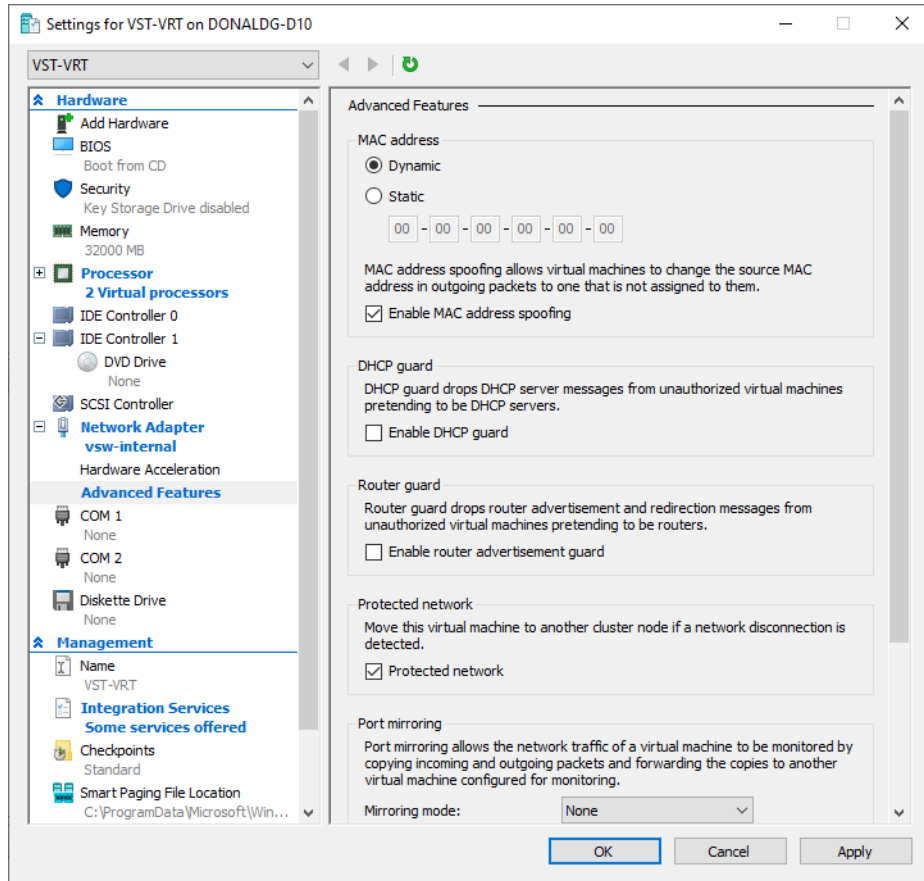 Settings for VST-VRT on DONALDG-D10
VST-VRT
Hardware
Add Hardware
BIOS
Boot from CD
Security
Key Storage Drive disabled
Memory
32000 MB
Processor
2 Virtual processors
IDE Controller 0
IDE Controller 1
DVD Drive
None
SCSI Controller
Network Adapter
vsw-internal
Hardware Acceleration
Advanced Features
COM 1
None
COM 2
None
Diskette Drive
None
Management
Name
VST-VRT
Integration Services
Some services offered
Checkpoints
Standard
Smart Paging File Location
C:\ProgramData\Microsoft\Win...
Advanced Features
MAC address
Dynamic
Static
00 - 00 - 00 - 00 - 00 - 00
MAC address spoofing allows virtual machines to change the source MAC
address in outgoing packets to one that is not assigned to them.
Enable MAC address spoofing
DHCP guard
DHCP guard drops DHCP server messages from unauthorized virtual machines
pretending to be DHCP servers.
Enable DHCP guard
Router guard
Router guard drops router advertisement and redirection messages from
unauthorized virtual machines pretending to be routers.
Enable router advertisement guard
Protected network
Move this virtual machine to another cluster node if a network disconnection is
detected.
Protected network
Port mirroring
Port mirroring allows the network traffic of a virtual machine to be monitored by
copying incoming and outgoing packets and forwarding the copies to another
virtual machine configured for monitoring.
Mirroring mode: None
OK Cancel Apply